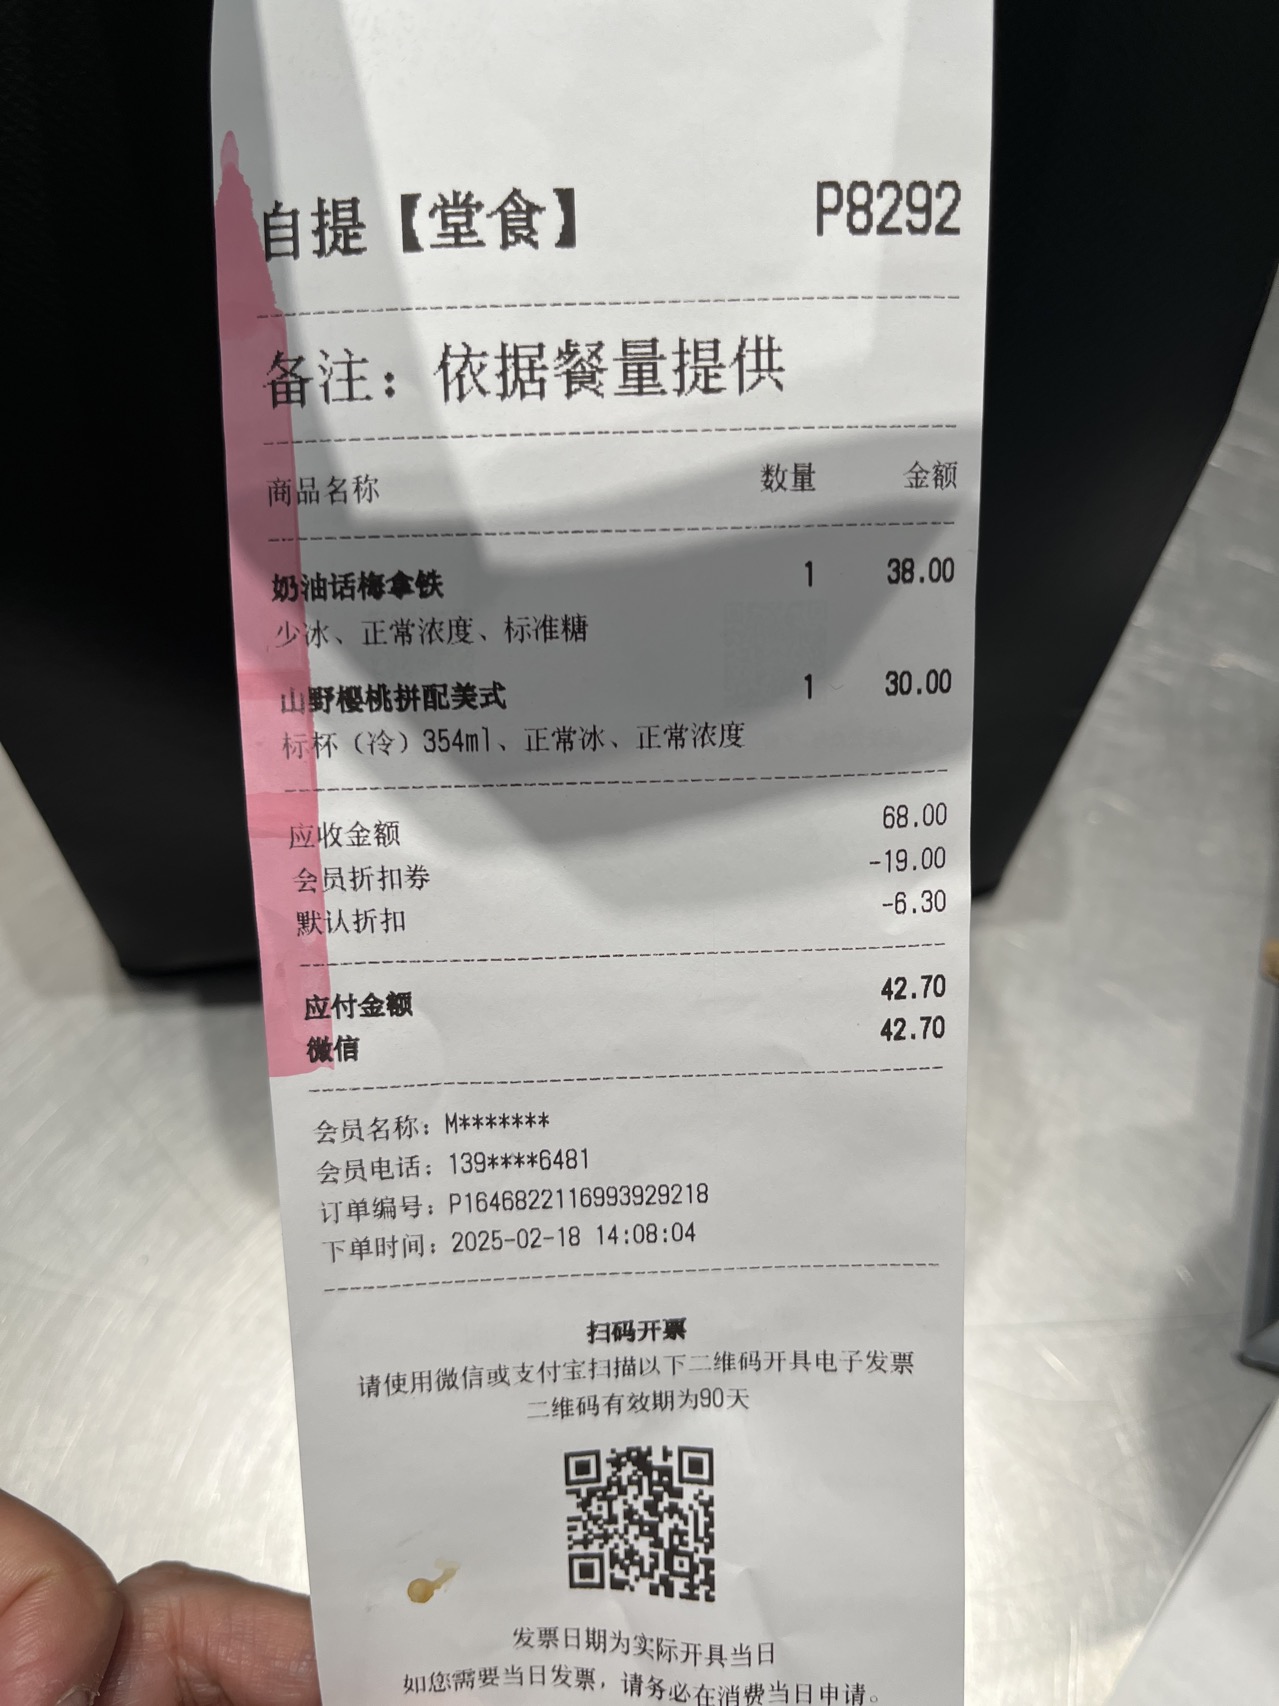 自提【堂食】 P8292
备注：依据餐量提供
商品名称 数量 金额
奶油话梅拿铁 1 38.00
少冰、正常浓度、标准糖
山野樱桃拼配美式 1 30.00
标杯（冷）354ml、正常冰、正常浓度
应收金额 68.00
会员折扣券 -19.00
默认折扣 -6.30
应付金额 42.70
微信 42.70
会员名称：M*******
会员电话：139****6481
订单编号：P1646822116993929218
下单时间：2025-02-18 14:08:04
扫码开票
请使用微信或支付宝扫描以下二维码开具电子发票
二维码有效期为90天
发票日期为实际开具当日
如您需要当日发票，请务必在消费当日申请。